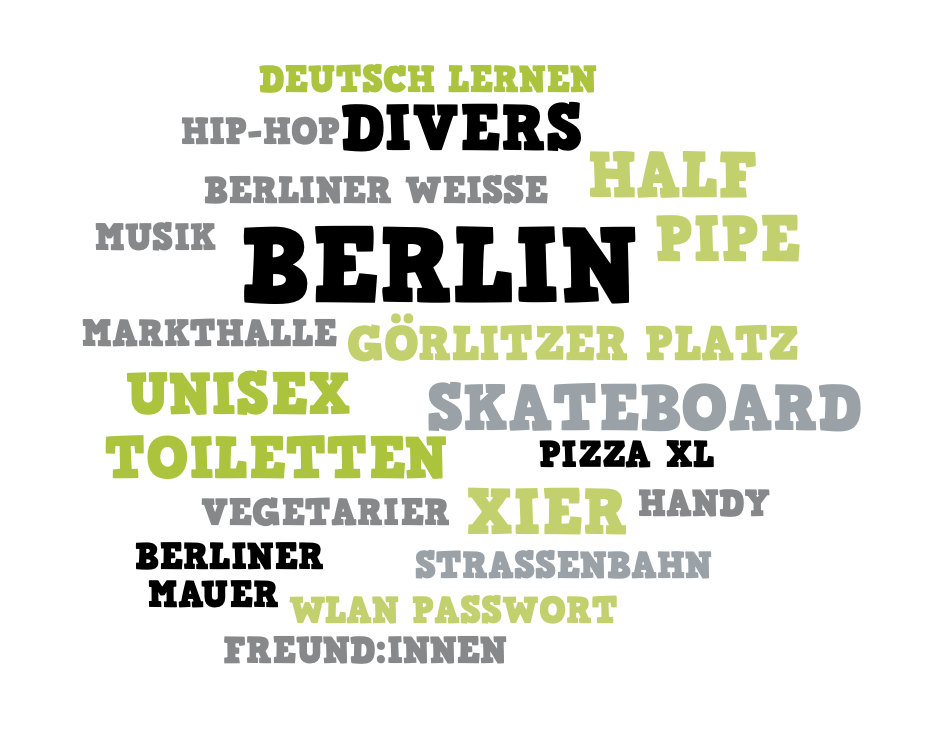 DEUTSCH LERNEN
HIP-HOP
DIVERS
HALF
PIPE
BERLINER WEISSE
MUSIK
BERLIN
MARKTHALLE
GÖRLITZER PLATZ
UNISEX
TOILETTEN
SKATEBOARD
PIZZA XL
VEGETARIER
XIER
HANDY
BERLINER
MAUER
STRASSENBAHN
WLAN PASSWORT
FREUND:INNEN